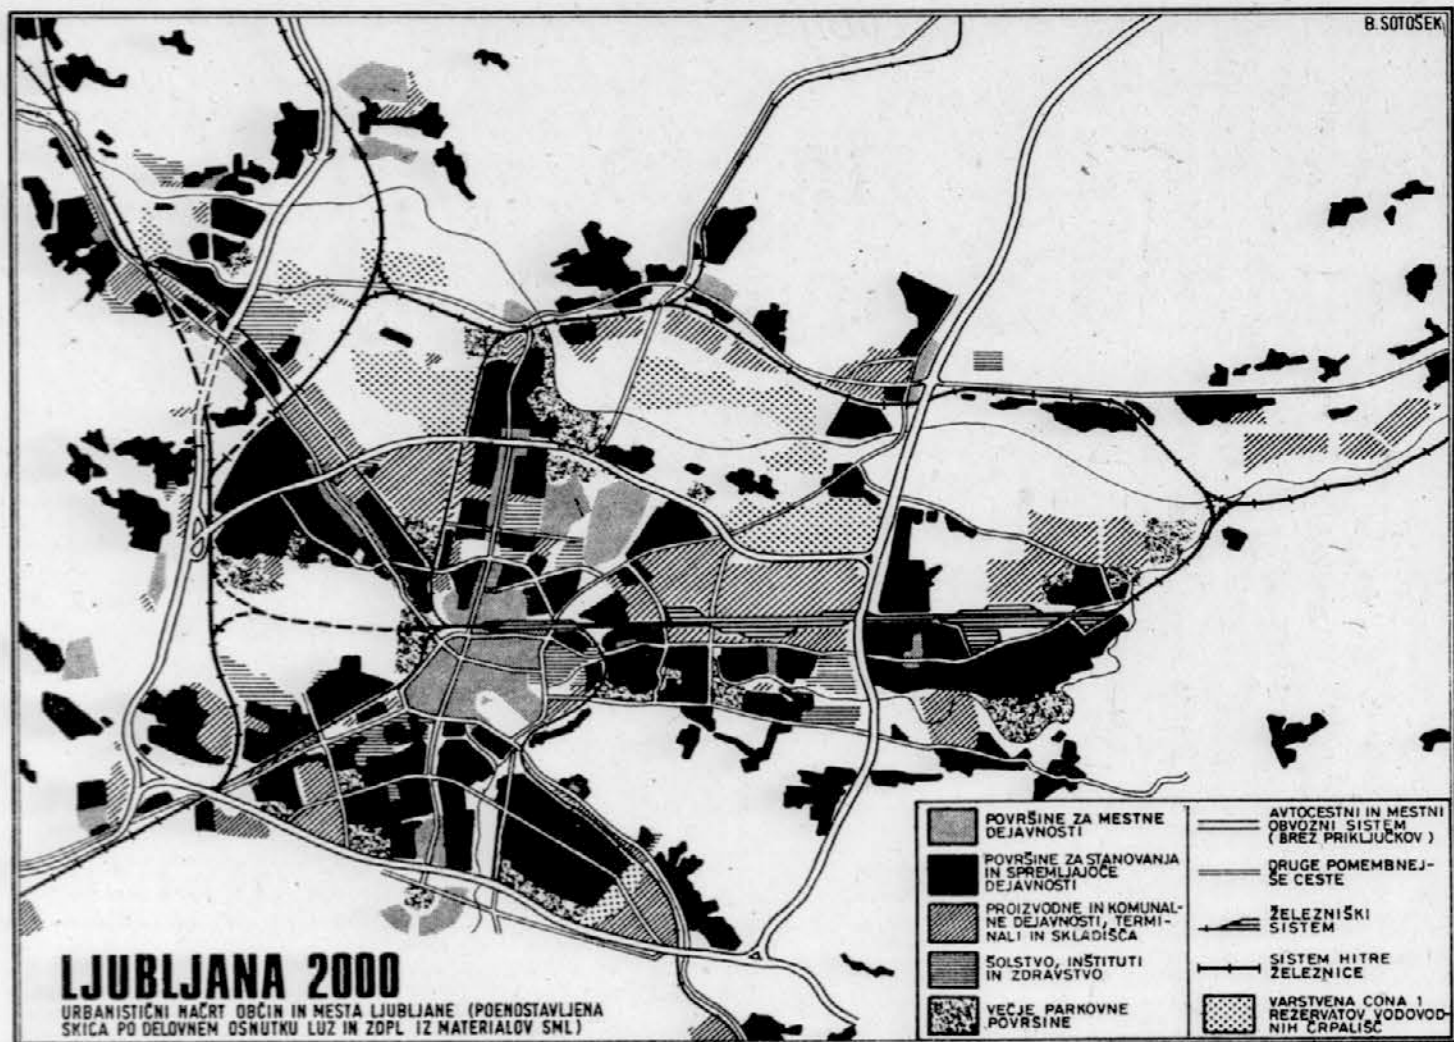 B. SOTOŠEK
LJUBLJANA 2000
URBANISTIČNI NAČRT OBČIN IN MESTA LJUBLJANE (POENOSTAVLJENA
SKICA PO DELOVNEM OSNUTKU LUZ IN ZDPL IZ MATERIALOV SML)
POVRŠINE ZA MESTNE
DEJAVNOSTI
POVRŠINE ZA STANOVANJA
IN SPREMLJAJOČE
DEJAVNOSTI
PROIZVODNE IN KOMUNAL-
NE DEJAVNOSTI, TERMI-
NALI IN SKLADIŠČA
ŠOLSTVO, INŠTITUTI
IN ZDRAVSTVO
VEČJE PARKOVNE
POVRŠINE
AVTOCESTNI IN MESTNI
OBVOZNI SISTEM
(BREZ PRIKLJUČKOV)
DRUGE POMEMBNEJ-
ŠE CESTE
ŽELEZNIŠKI
SISTEM
SISTEM HITRE
ŽELEZNICE
VARSTVENA CONA 1
REZERVATOV VODOVOD-
NIH ČRPALIŠČ